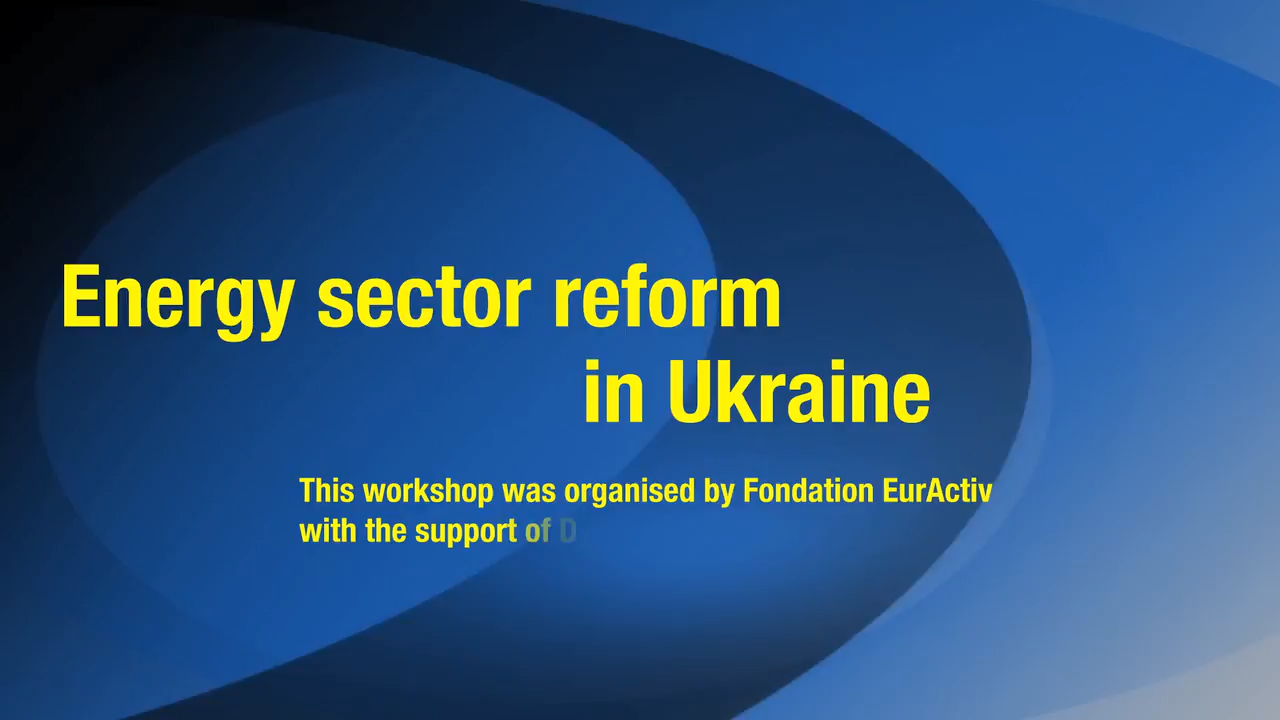 Energy sector reform
in Ukraine
This workshop was organised by Fondation EurActiv
with the support of D